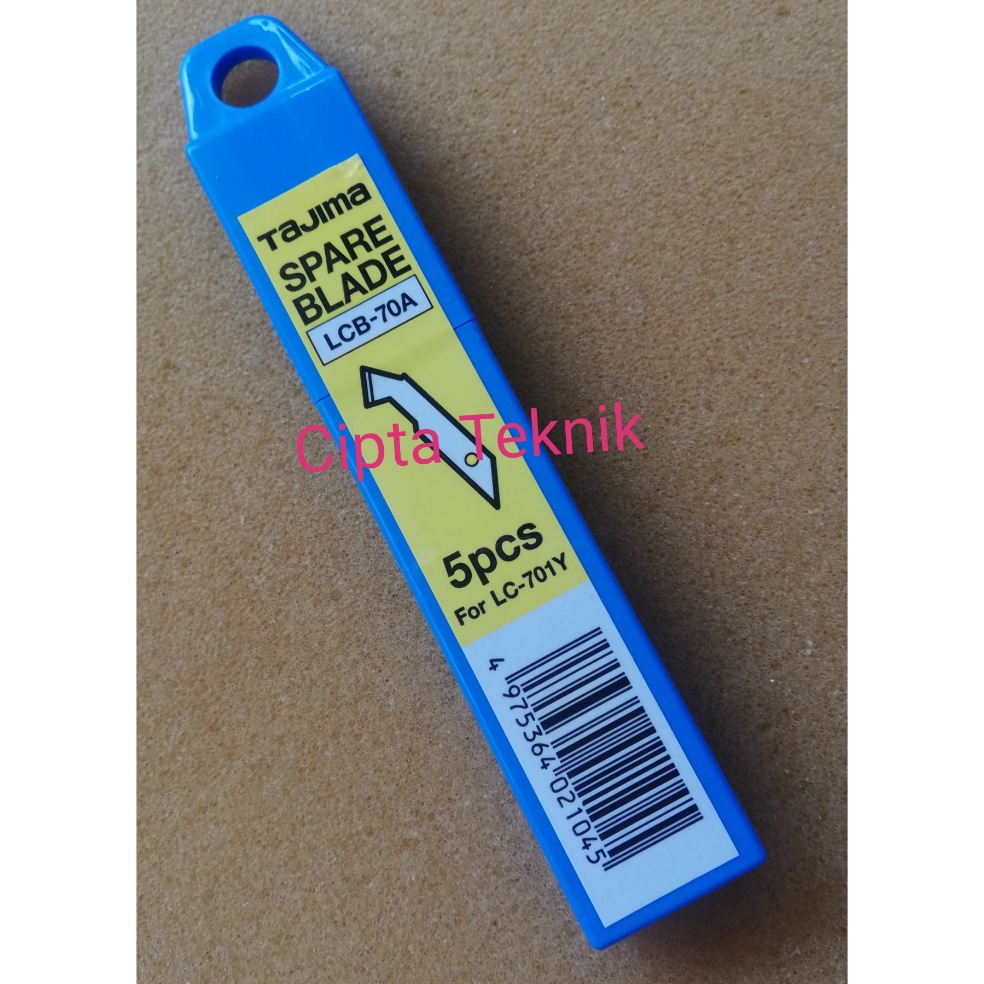 TaJIma
SPARE
BLADE
LCB-70A
Cipta Teknik
5pcs
For LC-701Y
4 975364 021045